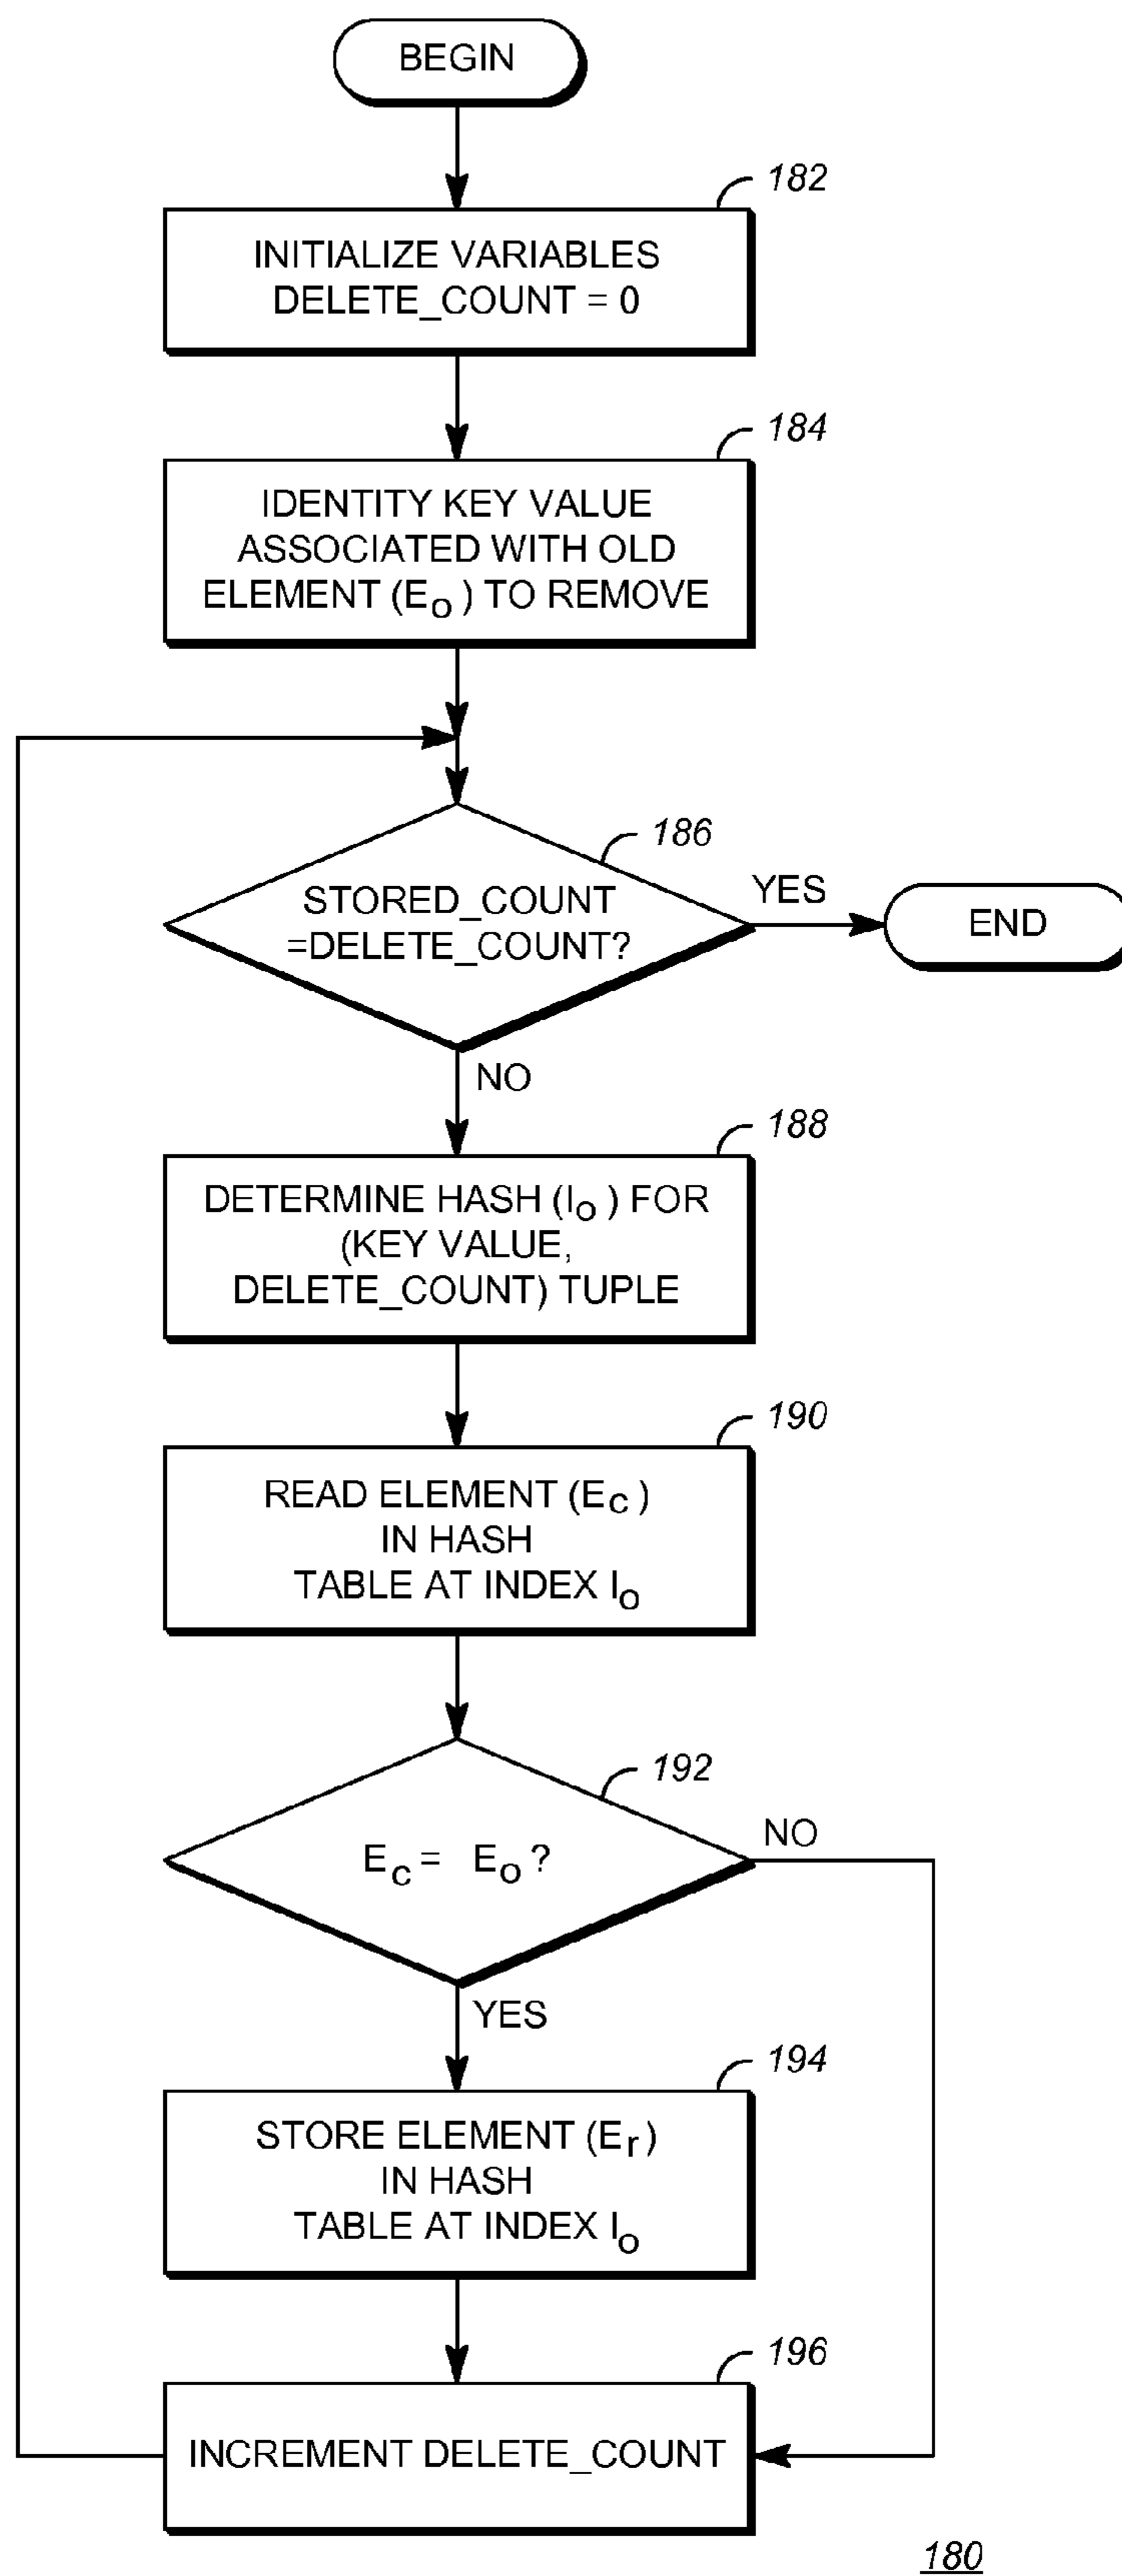 BEGIN
182
INITIALIZE VARIABLES
DELETE_COUNT = 0
184
IDENTITY KEY VALUE
ASSOCIATED WITH OLD
ELEMENT (Eo) TO REMOVE
186
STORED_COUNT
=DELETE_COUNT?
YES
END
NO
188
DETERMINE HASH (Io) FOR
(KEY VALUE,
DELETE_COUNT) TUPLE
190
READ ELEMENT (Ec)
IN HASH
TABLE AT INDEX Io
192
Ec = Eo ?
NO
YES
194
STORE ELEMENT (Er)
IN HASH
TABLE AT INDEX Io
196
INCREMENT DELETE_COUNT
180